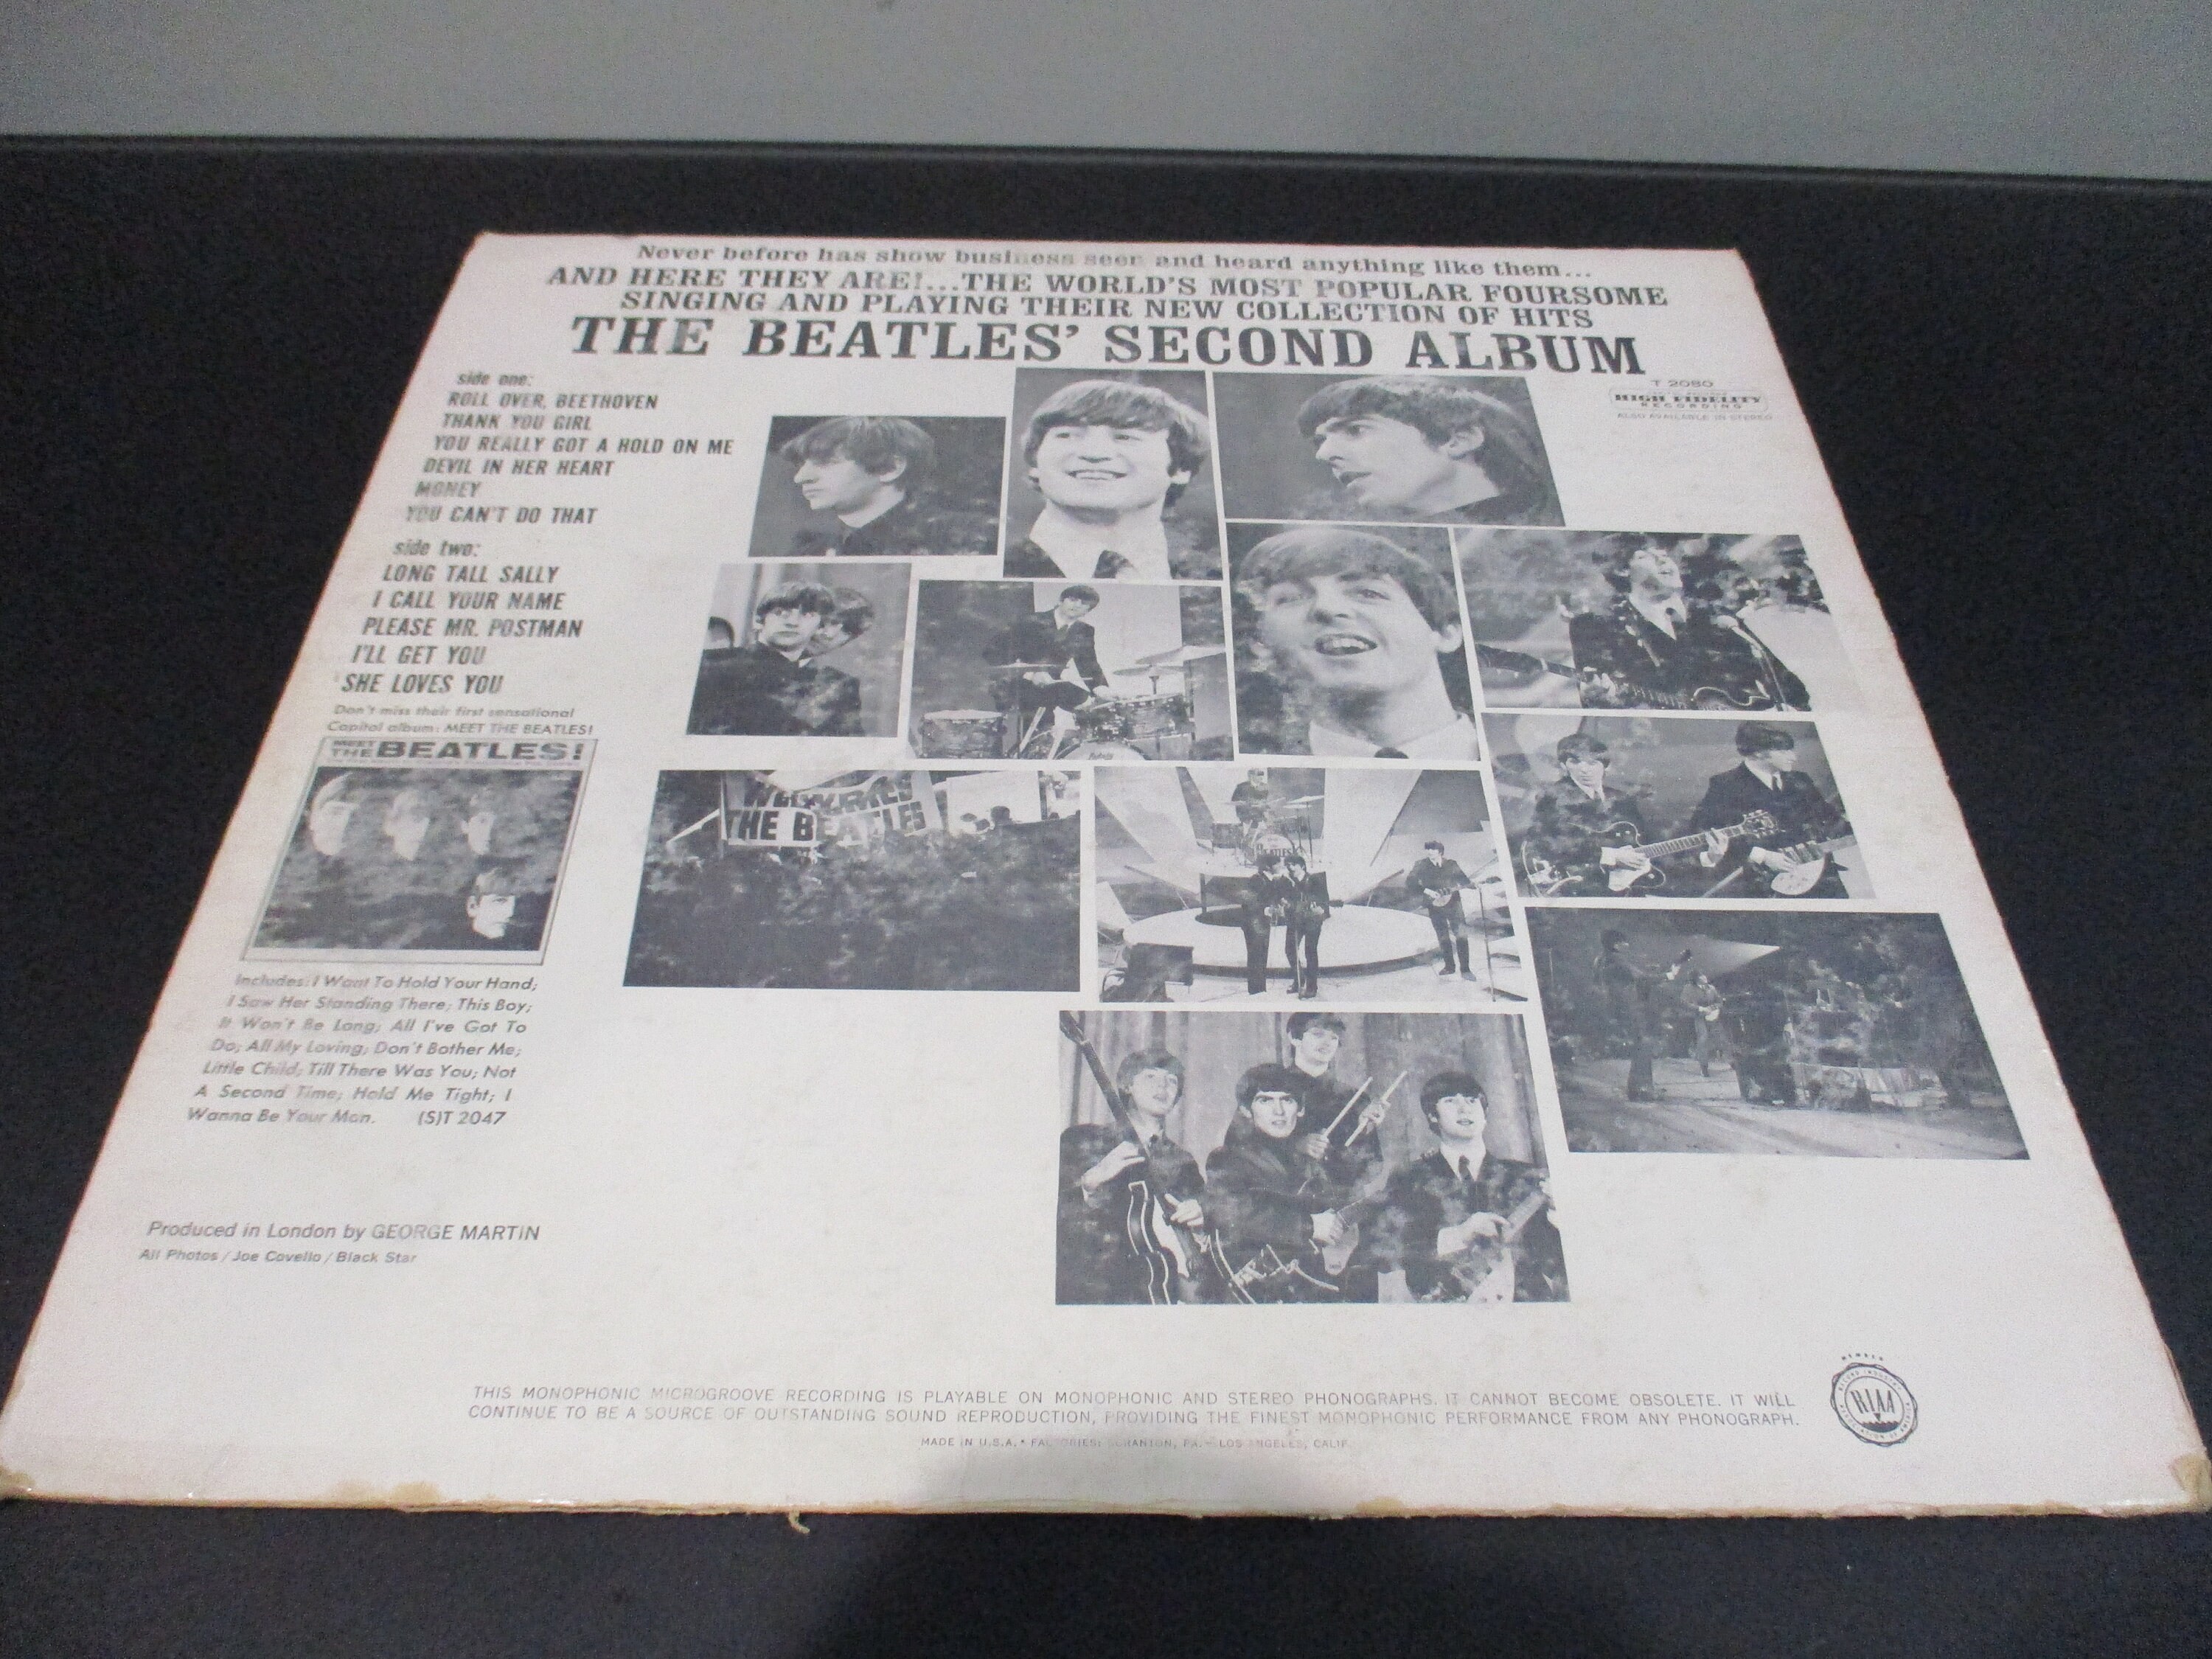 Never before has show business seen and heard anything like them...
AND HERE THEY ARE!...THE WORLD'S MOST POPULAR FOURSOME
SINGING AND PLAYING THEIR NEW COLLECTION OF HITS
THE BEATLES' SECOND ALBUM
T 2080
HIGH FIDELITY
RECORDING
ALSO AVAILABLE IN STEREO
side one:
ROLL OVER, BEETHOVEN
THANK YOU GIRL
YOU REALLY GOT A HOLD ON ME
DEVIL IN HER HEART
MONEY
YOU CAN'T DO THAT
side two:
LONG TALL SALLY
I CALL YOUR NAME
PLEASE MR. POSTMAN
I'LL GET YOU
SHE LOVES YOU
Don't miss their first sensational
Capitol album: MEET THE BEATLES!
MEET
THE BEATLES!
THE BEATLES
Includes: I Want To Hold Your Hand;
I Saw Her Standing There; This Boy;
It Won't Be Long; All I've Got To
Do; All My Loving; Don't Bother Me;
Little Child; Till There Was You; Not
A Second Time; Hold Me Tight; I
Wanna Be Your Man. (S)T 2047
Produced in London by GEORGE MARTIN
All Photos / Joe Covello / Black Star
THIS MONOPHONIC MICROGROOVE RECORDING IS PLAYABLE ON MONOPHONIC AND STEREO PHONOGRAPHS. IT CANNOT BECOME OBSOLETE. IT WILL
CONTINUE TO BE A SOURCE OF OUTSTANDING SOUND REPRODUCTION, PROVIDING THE FINEST MONOPHONIC PERFORMANCE FROM ANY PHONOGRAPH.
MADE IN U.S.A. • FACTORIES: SCRANTON, PA. – LOS ANGELES, CALIF.
MEMBER
RIAA